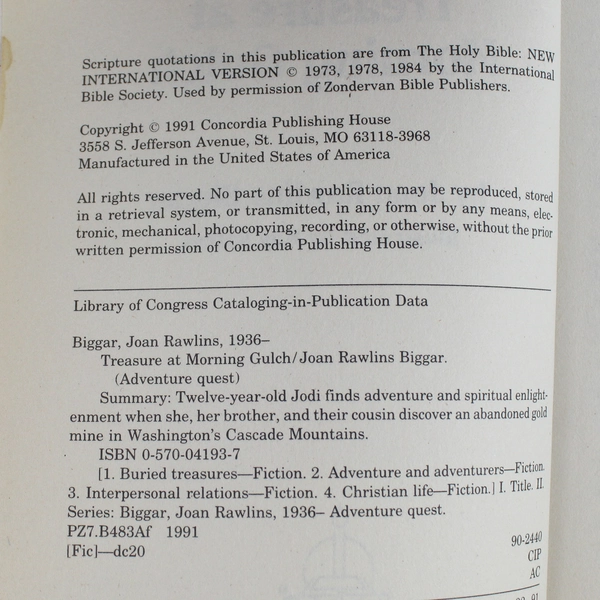 Scripture quotations in this publication are from The Holy Bible: NEW
INTERNATIONAL VERSION © 1973, 1978, 1984 by the International
Bible Society. Used by permission of Zondervan Bible Publishers.
Copyright © 1991 Concordia Publishing House
3558 S. Jefferson Avenue, St. Louis, MO 63118-3968
Manufactured in the United States of America
All rights reserved. No part of this publication may be reproduced, stored
in a retrieval system, or transmitted, in any form or by any means, elec-
tronic, mechanical, photocopying, recording, or otherwise, without the prior
written permission of Concordia Publishing House.
Library of Congress Cataloging-in-Publication Data
Biggar, Joan Rawlins, 1936–
Treasure at Morning Gulch/Joan Rawlins Biggar.
(Adventure quest)
Summary: Twelve-year-old Jodi finds adventure and spiritual enlight-
enment when she, her brother, and their cousin discover an abandoned gold
mine in Washington's Cascade Mountains.
ISBN 0-570-04193-7
[1. Buried treasures—Fiction. 2. Adventure and adventurers—Fiction.
3. Interpersonal relations—Fiction. 4. Christian life—Fiction.] I. Title. II.
Series: Biggar, Joan Rawlins, 1936– Adventure quest.
PZ7.B483Af 1991
[Fic]—dc20
90-2440
CIP
AC